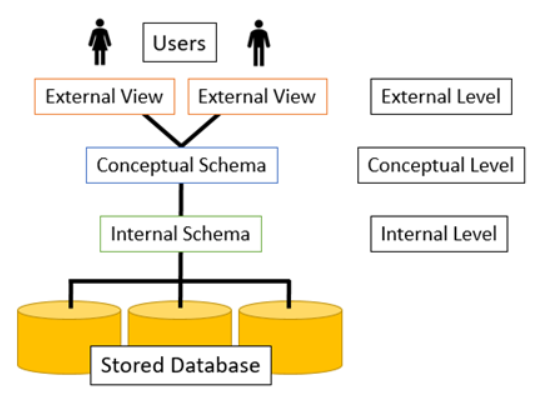 Users
External View
External View
External Level
Conceptual Schema
Conceptual Level
Internal Schema
Internal Level
Stored Database